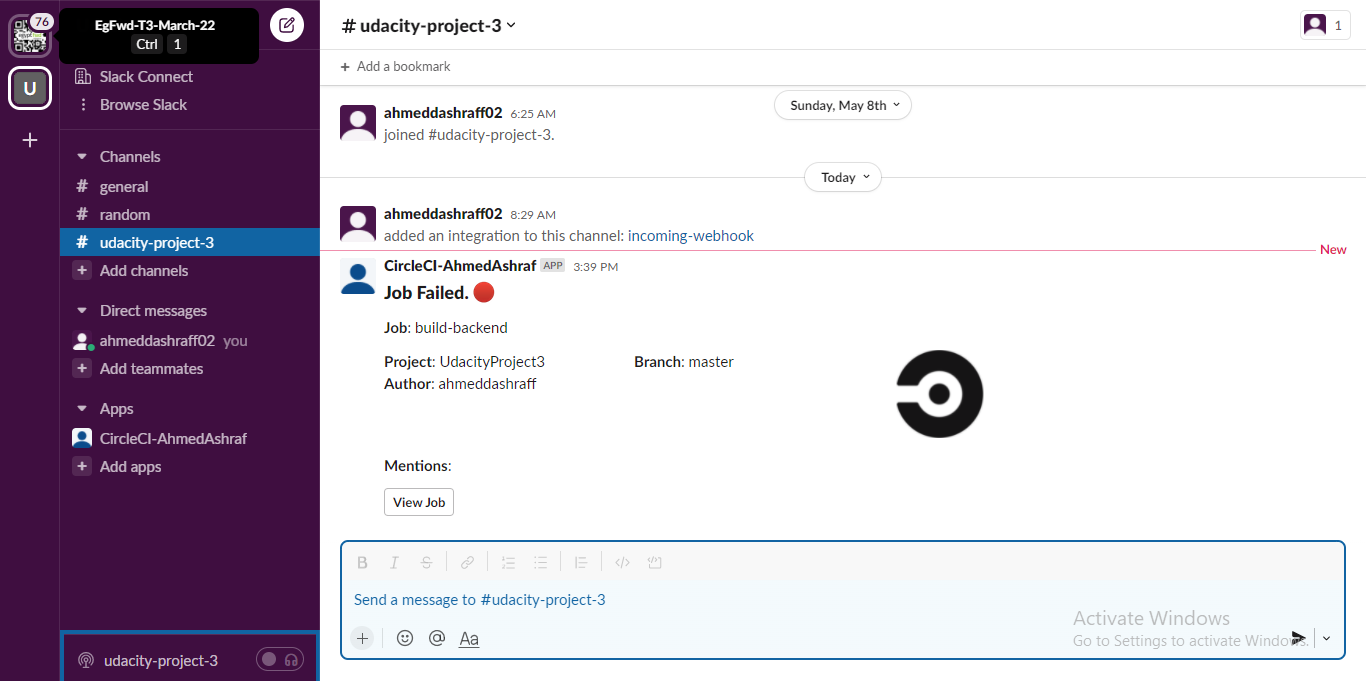 76
EgFwd-T3-March-22
Ctrl 1
U
Slack Connect
Browse Slack
Channels
# general
# random
# udacity-project-3
+ Add channels
Direct messages
ahmeddashraff02 you
+ Add teammates
Apps
CircleCI-AhmedAshraf
+ Add apps
udacity-project-3
# udacity-project-3
1
+ Add a bookmark
Sunday, May 8th
ahmeddashraff02 6:25 AM
joined #udacity-project-3.
Today
ahmeddashraff02 8:29 AM
added an integration to this channel: incoming-webhook
New
CircleCI-AhmedAshraf APP 3:39 PM
Job Failed.
Job: build-backend
Project: UdacityProject3 Branch: master
Author: ahmeddashraff
Mentions:
View Job
B I S
Send a message to #udacity-project-3
+ @ Aa
Activate Windows
Go to Settings to activate Windows.